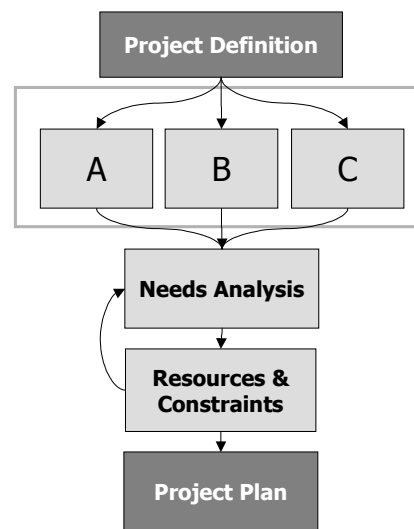 Project Definition
A
B
C
Needs Analysis
Resources &
Constraints
Project Plan